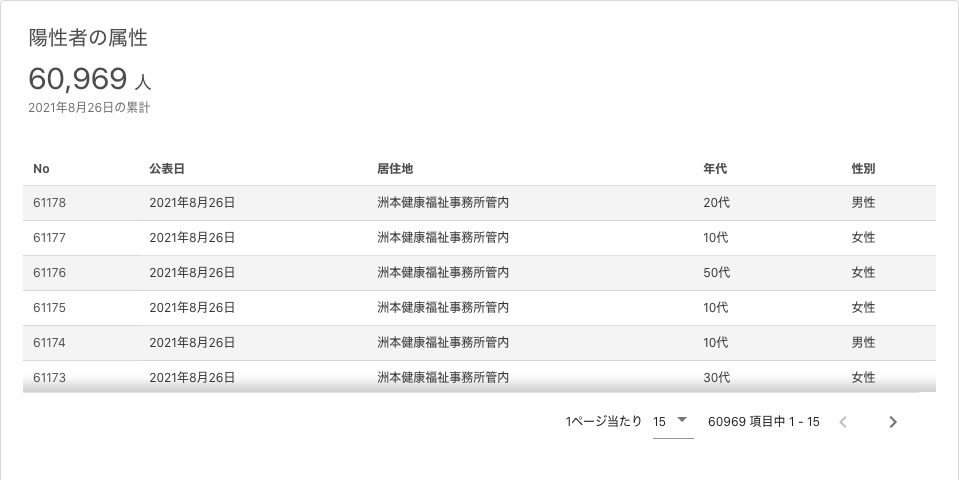 陽性者の属性
60,969 人
2021年8月26日の累計
No 公表日 居住地 年代 性別
61178 2021年8月26日 洲本健康福祉事務所管内 20代 男性
61177 2021年8月26日 洲本健康福祉事務所管内 10代 女性
61176 2021年8月26日 洲本健康福祉事務所管内 50代 女性
61175 2021年8月26日 洲本健康福祉事務所管内 10代 女性
61174 2021年8月26日 洲本健康福祉事務所管内 10代 男性
61173 2021年8月26日 洲本健康福祉事務所管内 30代 女性
1ページ当たり 15 60969 項目中 1 - 15